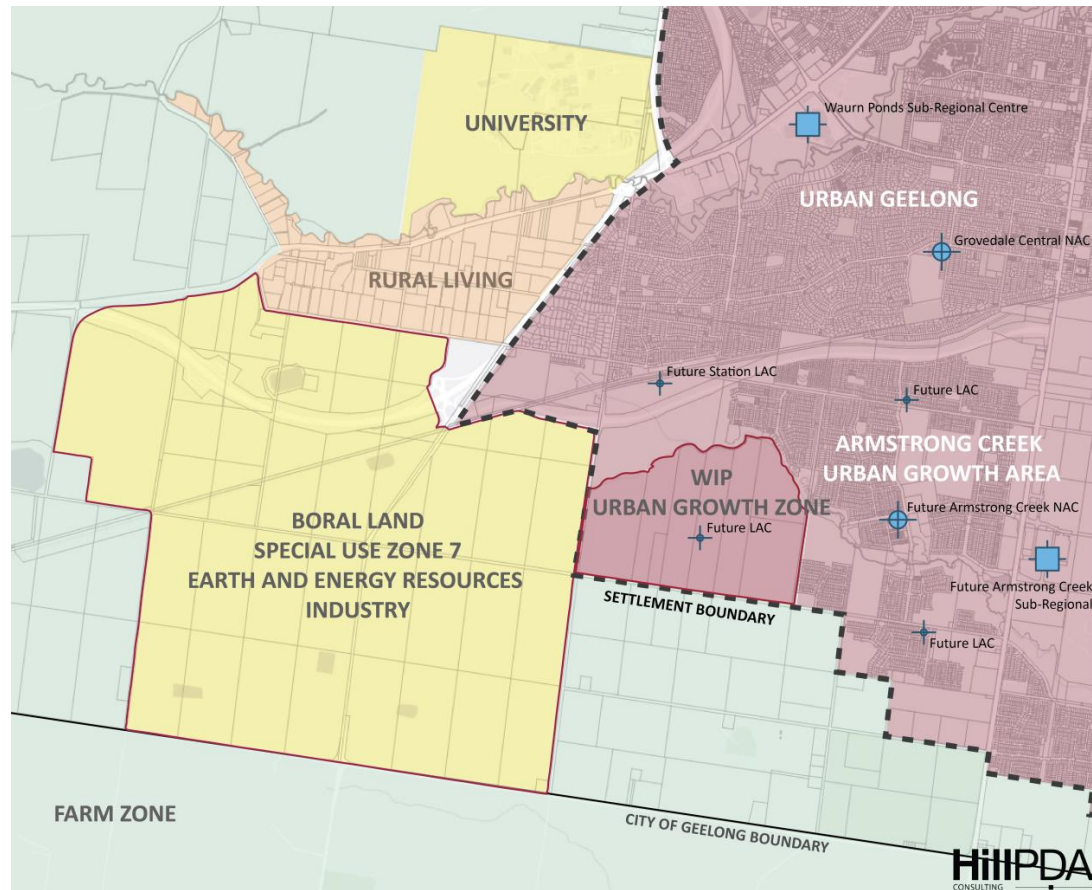 Waurn Ponds Sub-Regional Centre
UNIVERSITY
URBAN GEELONG
Grovedale Central NAC
RURAL LIVING
Future Station LAC
Future LAC
ARMSTRONG CREEK
URBAN GROWTH AREA
WIP
URBAN GROWTH ZONE
Future Armstrong Creek NAC
Future LAC
BORAL LAND
SPECIAL USE ZONE 7
EARTH AND ENERGY RESOURCES
INDUSTRY
Future Armstrong Creek
Sub-Regional
SETTLEMENT BOUNDARY
Future LAC
FARM ZONE
CITY OF GEELONG BOUNDARY
HillPDA
CONSULTING